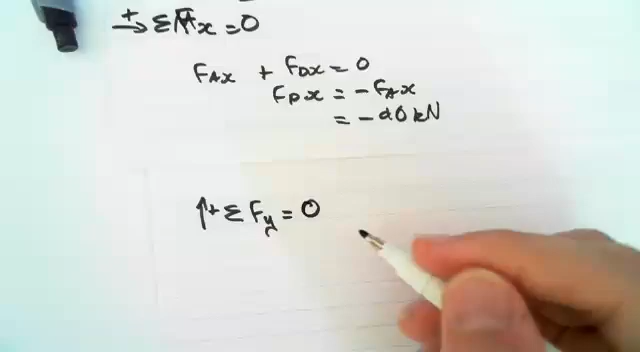 +→ ΣFx = 0
FAx + FDx = 0
FDx = -FAx
= -20 kN
↑+ ΣFy = 0